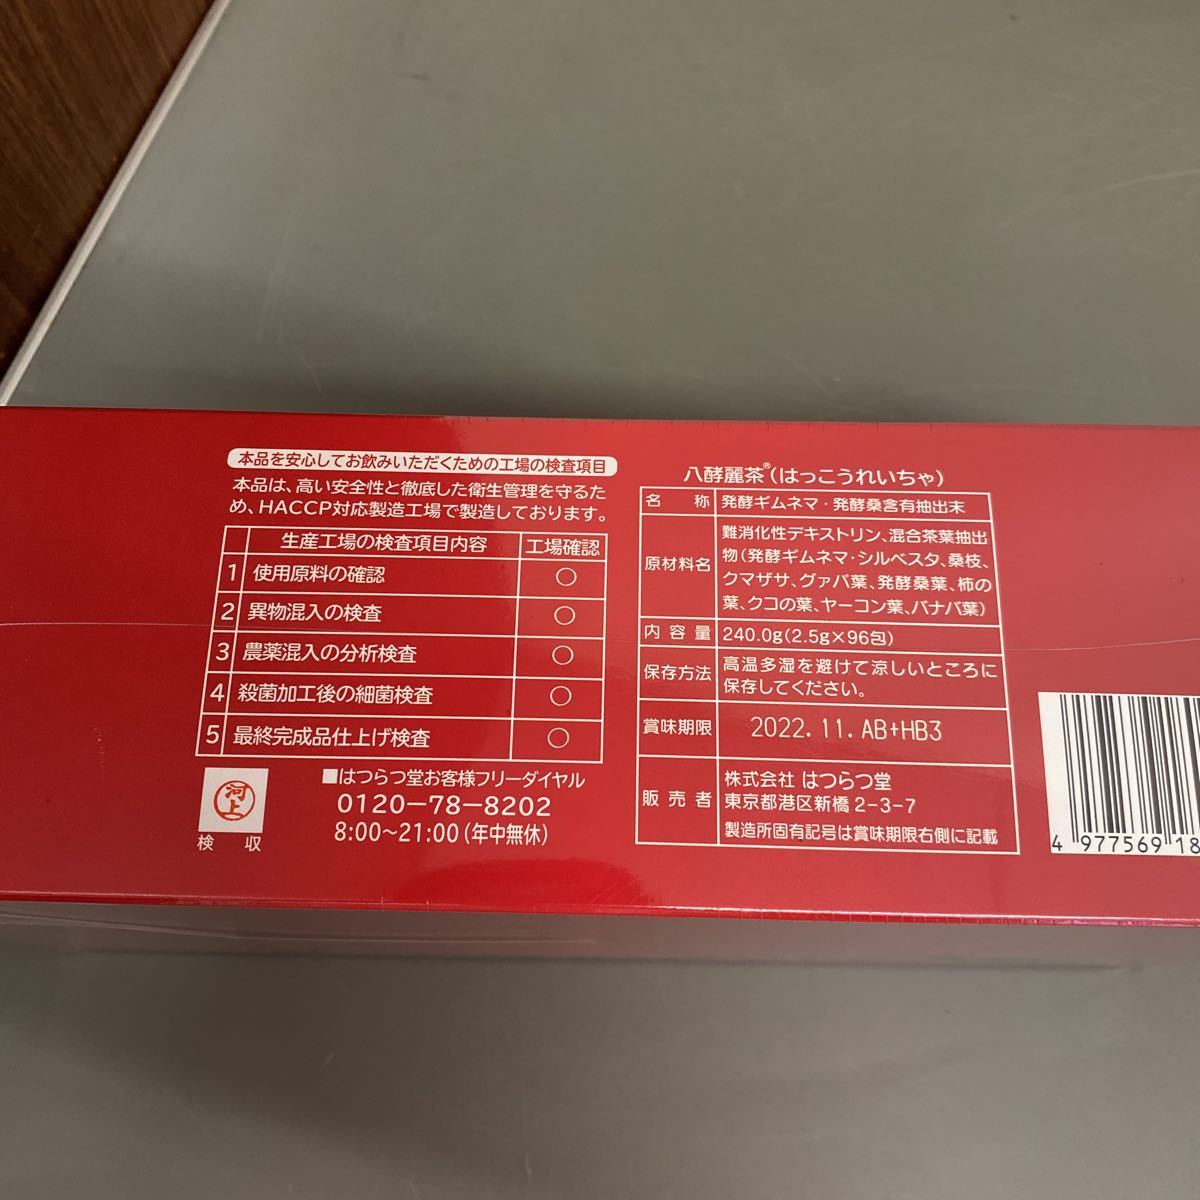 本品を安心してお飲みいただくための工場の検査項目
本品は、高い安全性と徹底した衛生管理を守るた
め、HACCP対応製造工場で製造しております。
生産工場の検査項目内容 工場確認
1 使用原料の確認 ○
2 異物混入の検査 ○
3 農薬混入の分析検査 ○
4 殺菌加工後の細菌検査 ○
5 最終完成品仕上げ検査 ○
河上
検収
■はつらつ堂お客様フリーダイヤル
0120-78-8202
8:00~21:00(年中無休)
八酵麗茶®(はっこうれいちゃ)
名称 発酵ギムネマ・発酵桑含有抽出末
原材料名 難消化性デキストリン、混合茶葉抽出
物(発酵ギムネマ・シルベスタ、桑枝、
クマザサ、グァバ葉、発酵桑葉、柿の
葉、クコの葉、ヤーコン葉、バナバ葉)
内容量 240.0g(2.5g×96包)
保存方法 高温多湿を避けて涼しいところに
保存してください。
賞味期限 2022.11.AB+HB3
販売者 株式会社 はつらつ堂
東京都港区新橋2-3-7
製造所固有記号は賞味期限右側に記載
4 977569 18